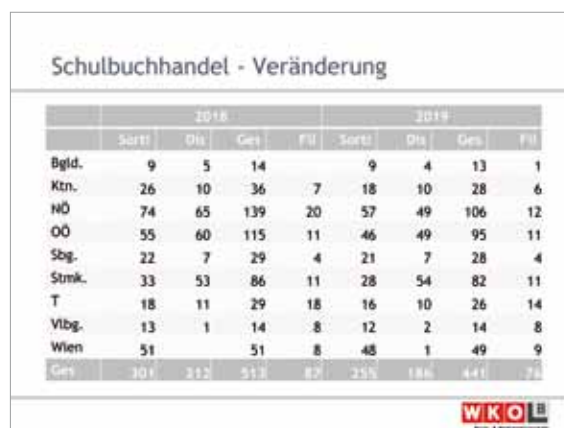 Schulbuchhandel - Veränderung
2018 2019
Sorti Dis Ges Fil Sorti Dis Ges Fil
Bgld. 9 5 14 9 4 13 1
Ktn. 26 10 36 7 18 10 28 6
NÖ 74 65 139 20 57 49 106 12
OÖ 55 60 115 11 46 49 95 11
Sbg. 22 7 29 4 21 7 28 4
Stmk. 33 53 86 11 28 54 82 11
T 18 11 29 18 16 10 26 14
Vlbg. 13 1 14 8 12 2 14 8
Wien 51 51 8 48 1 49 9
Ges 301 212 513 87 255 186 441 76
WKO